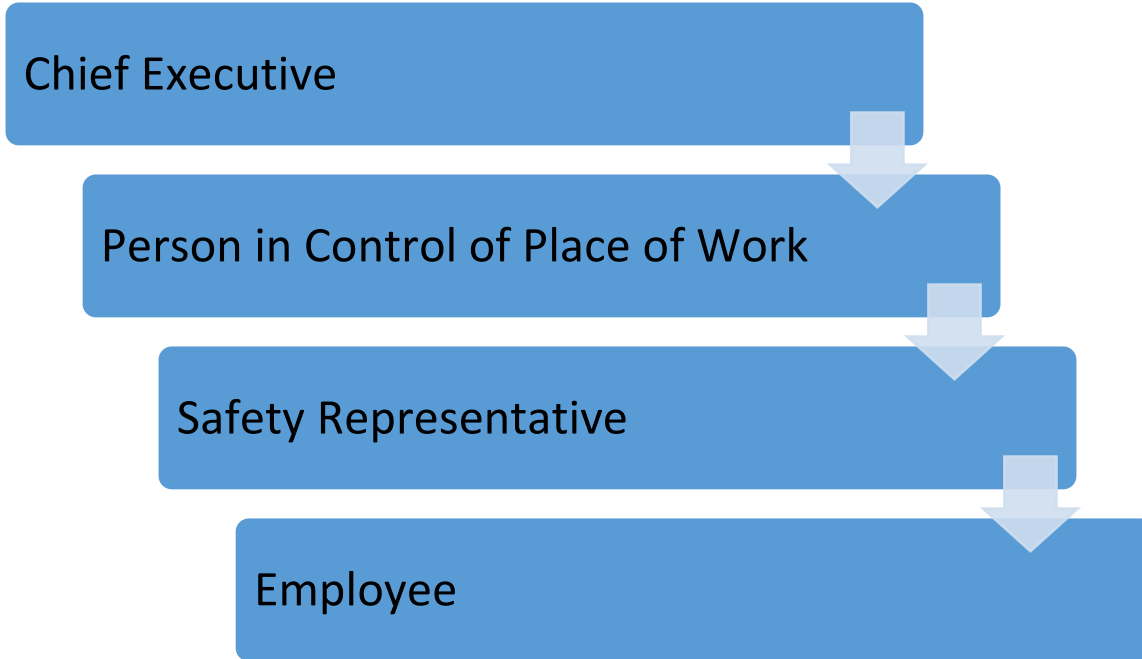 Chief Executive
Person in Control of Place of Work
Safety Representative
Employee